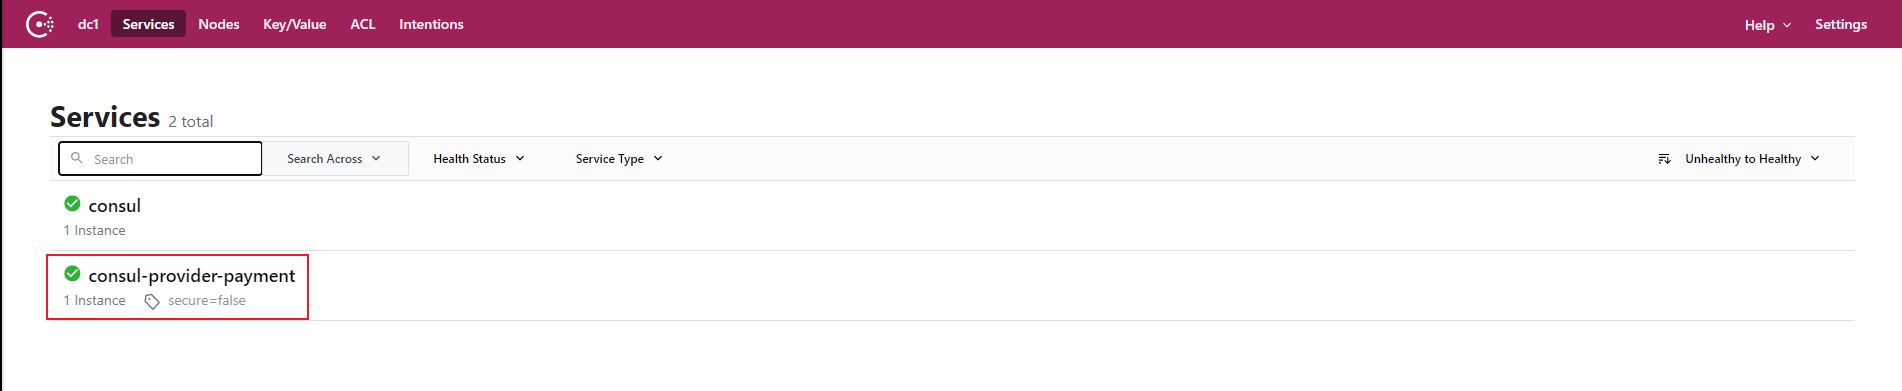 dc1 Services Nodes Key/Value ACL Intentions Help Settings
Services 2 total
Search Search Across Health Status Service Type Unhealthy to Healthy
consul
1 Instance
consul-provider-payment
1 Instance secure=false